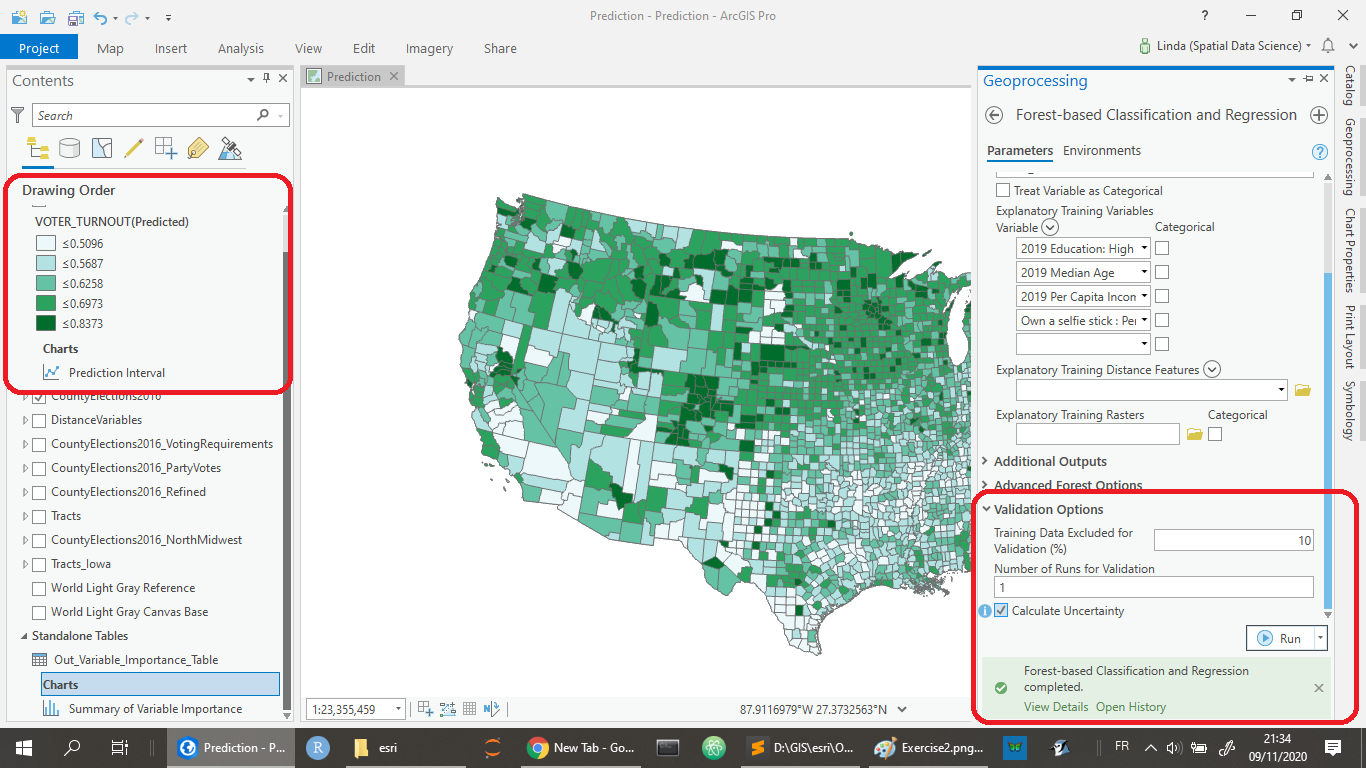 Prediction - Prediction - ArcGIS Pro
?
Project Map Insert Analysis View Edit Imagery Share
Linda (Spatial Data Science)
Contents
Search
Drawing Order
VOTER_TURNOUT(Predicted)
≤0.5096
≤0.5687
≤0.6258
≤0.6973
≤0.8373
Charts
Prediction Interval
CountyElections2016
DistanceVariables
CountyElections2016_VotingRequirements
CountyElections2016_PartyVotes
CountyElections2016_Refined
Tracts
CountyElections2016_NorthMidwest
Tracts_Iowa
World Light Gray Reference
World Light Gray Canvas Base
Standalone Tables
Out_Variable_Importance_Table
Charts
Summary of Variable Importance
Prediction
1:23,355,459
87.9116979°W 27.3732563°N
Geoprocessing
Forest-based Classification and Regression
Parameters Environments
?
Treat Variable as Categorical
Explanatory Training Variables
Variable Categorical
2019 Education: High
2019 Median Age
2019 Per Capita Incon
Own a selfie stick : Per
Explanatory Training Distance Features
Explanatory Training Rasters Categorical
Additional Outputs
Advanced Forest Options
Validation Options
Training Data Excluded for
Validation (%)
10
Number of Runs for Validation
1
Calculate Uncertainty
Run
Forest-based Classification and Regression
completed.
View Details Open History
Catalog
Geoprocessing
Chart Properties
Print Layout
Symbology
Prediction - P...
R
esri
New Tab - Go...
D:\GIS\esri\O...
Exercise2.png...
FR
21:34
09/11/2020